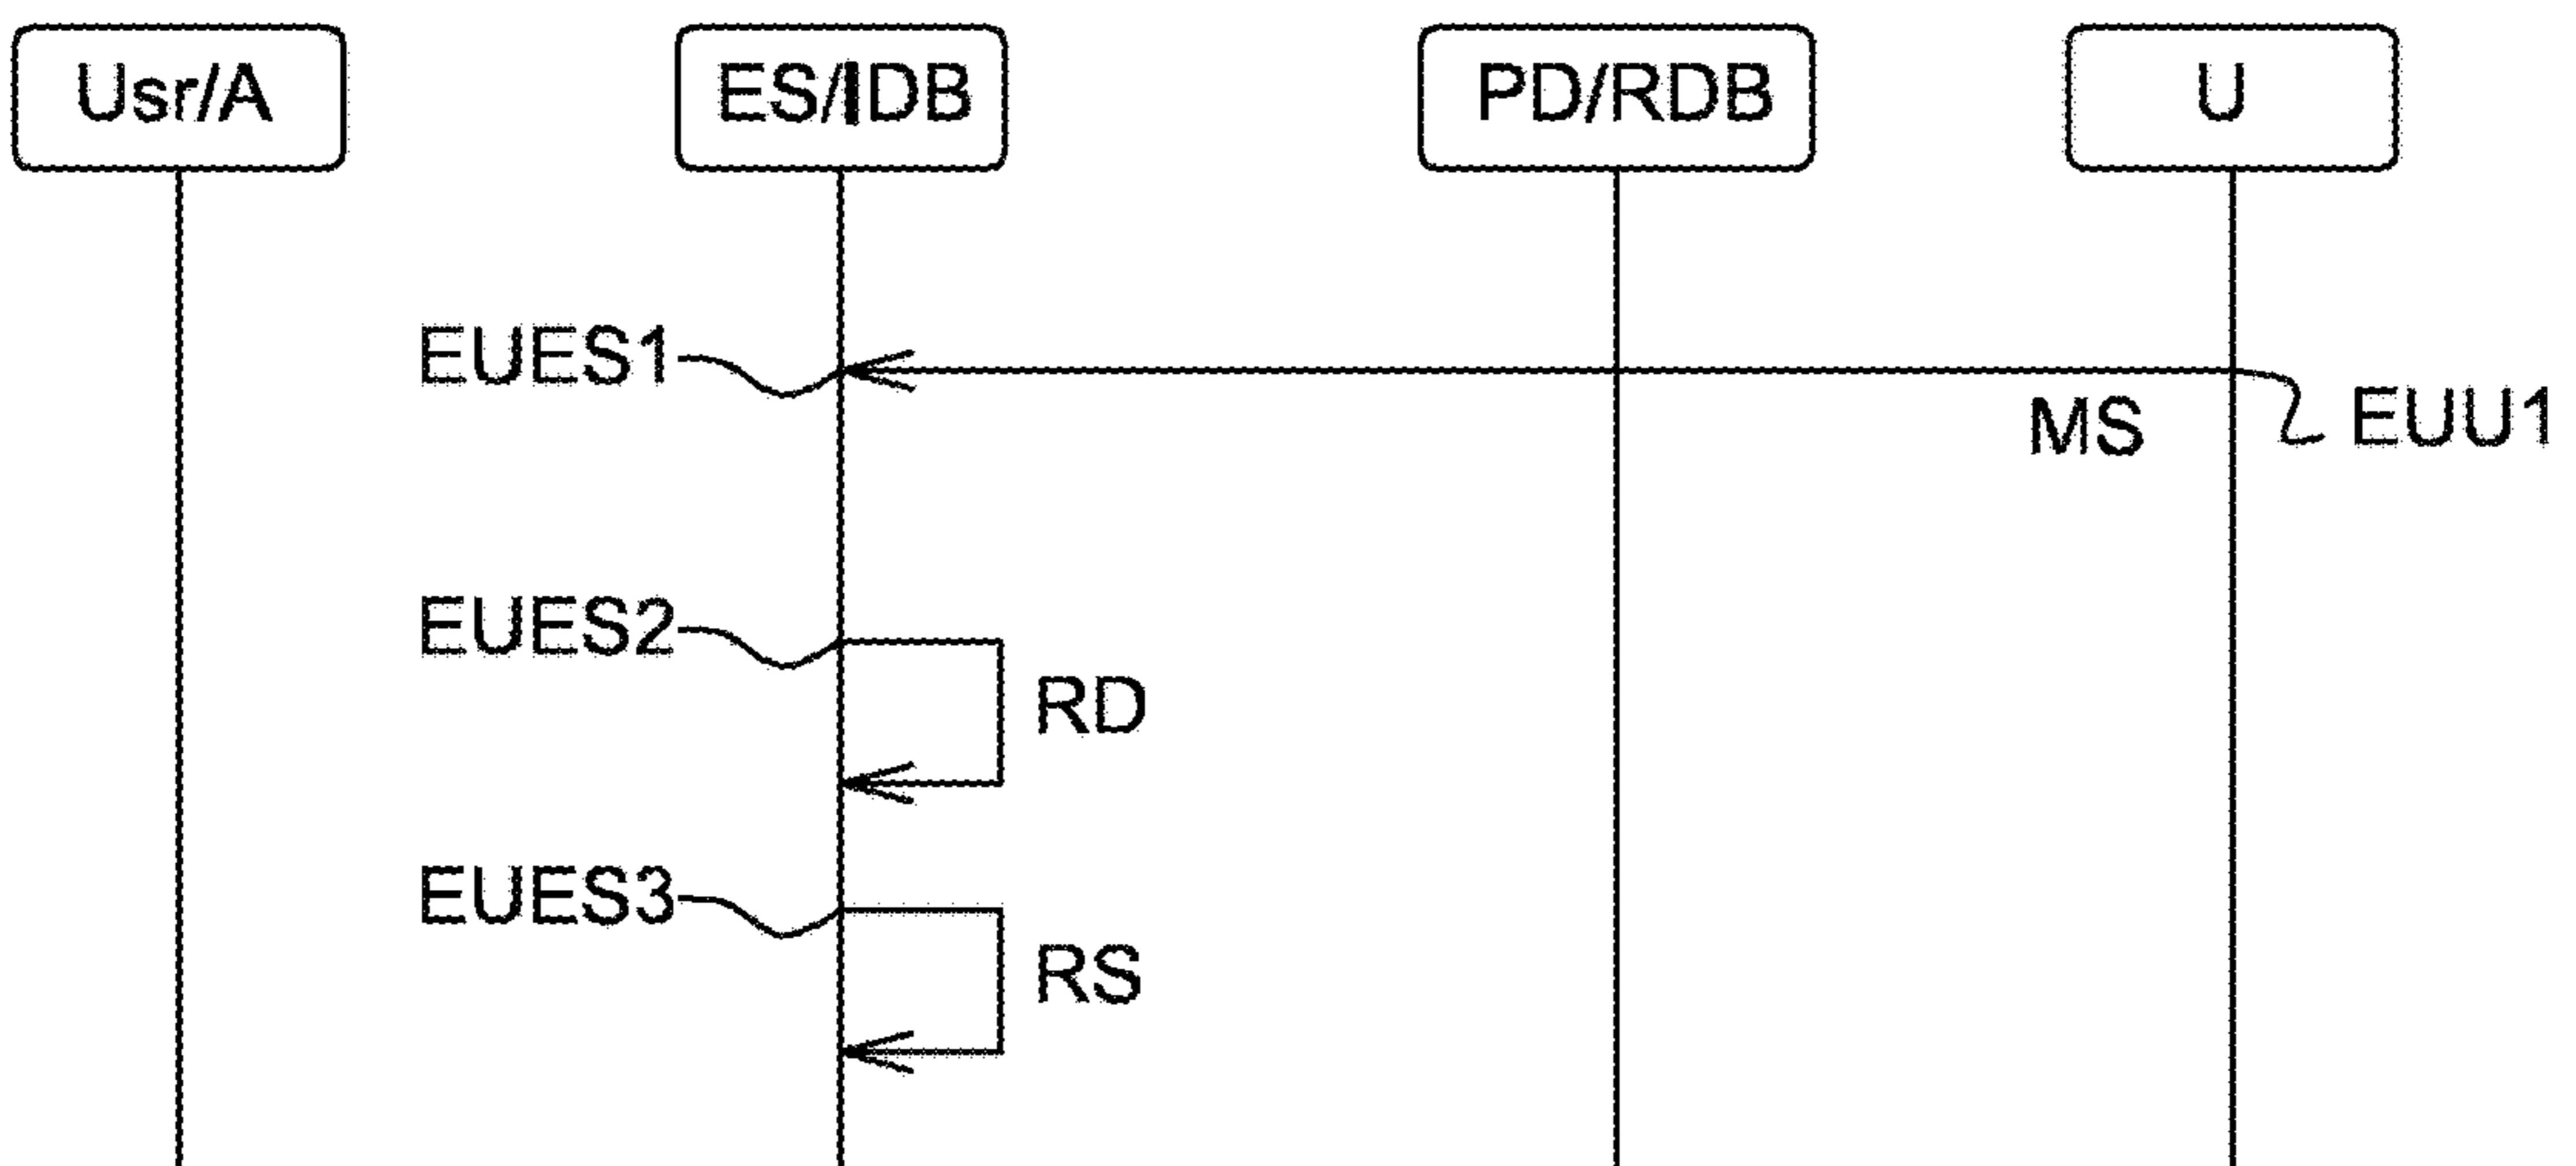 Usr/A
ES/IDB
PD/RDB
U
EUES1
MS
EUU1
EUES2
RD
EUES3
RS